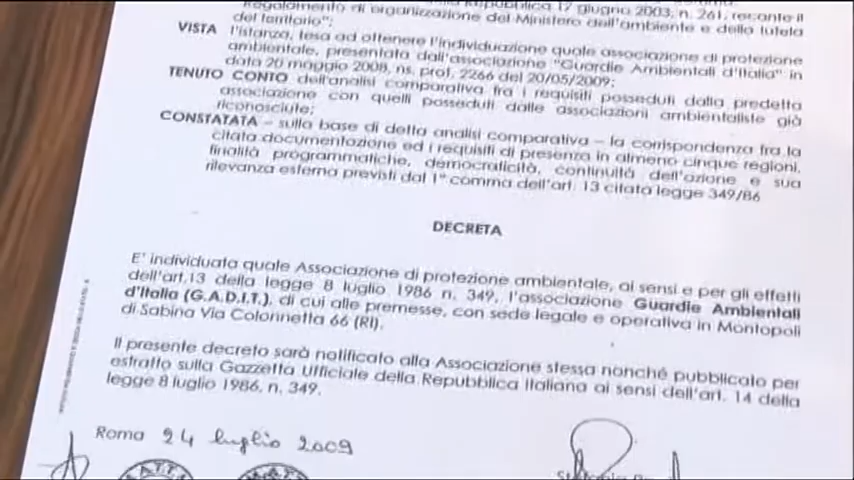 Regolamento di organizzazione del Ministero dell'ambiente e della tutela
del territorio";
Repubblica 17 giugno 2003, n. 261, recante il
VISTA l'istanza, tesa ad ottenere l'individuazione quale associazione di protezione
ambientale, presentata dall'associazione "Guardie Ambientali d'Italia" in
data 20 maggio 2008, ns. prot. 2266 del 20/05/2009;
TENUTO CONTO dell'analisi comparativa fra i requisiti posseduti dalla predetta
associazione con quelli posseduti dalle associazioni ambientaliste già
riconosciute;
CONSTATATA – sulla base di detta analisi comparativa – la corrispondenza fra la
citata documentazione ed i requisiti di presenza in almeno cinque regioni,
finalità programmatiche, democraticità, continuità dell'azione e sua
rilevanza esterna previsti dal 1° comma dell'art. 13 citata legge 349/86
DECRETA
E' individuata quale Associazione di protezione ambientale, ai sensi e per gli effetti
dell'art.13 della legge 8 luglio 1986 n. 349, l'associazione Guardie Ambientali
d'Italia (G.A.D.I.T.), di cui alle premesse, con sede legale e operativa in Montopoli
di Sabina Via Colonnetta 66 (RI).
Il presente decreto sarà notificato alla Associazione stessa nonché pubblicato per
estratto sulla Gazzetta Ufficiale della Repubblica Italiana ai sensi dell'art. 14 della
legge 8 luglio 1986, n. 349.
Roma 24 luglio 2009